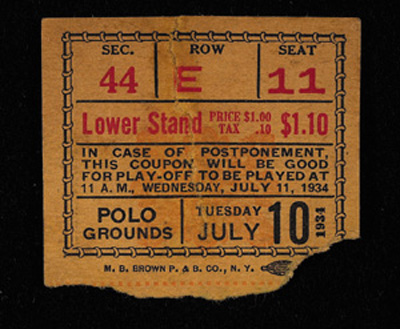 SEC. ROW SEAT
44 E 11
Lower Stand PRICE $1.00 TAX .10 $1.10
IN CASE OF POSTPONEMENT,
THIS COUPON WILL BE GOOD
FOR PLAY-OFF TO BE PLAYED AT
11 A.M., WEDNESDAY, JULY 11, 1934
POLO GROUNDS
TUESDAY JULY 10 1934
M. B. BROWN P. & B. CO., N. Y.